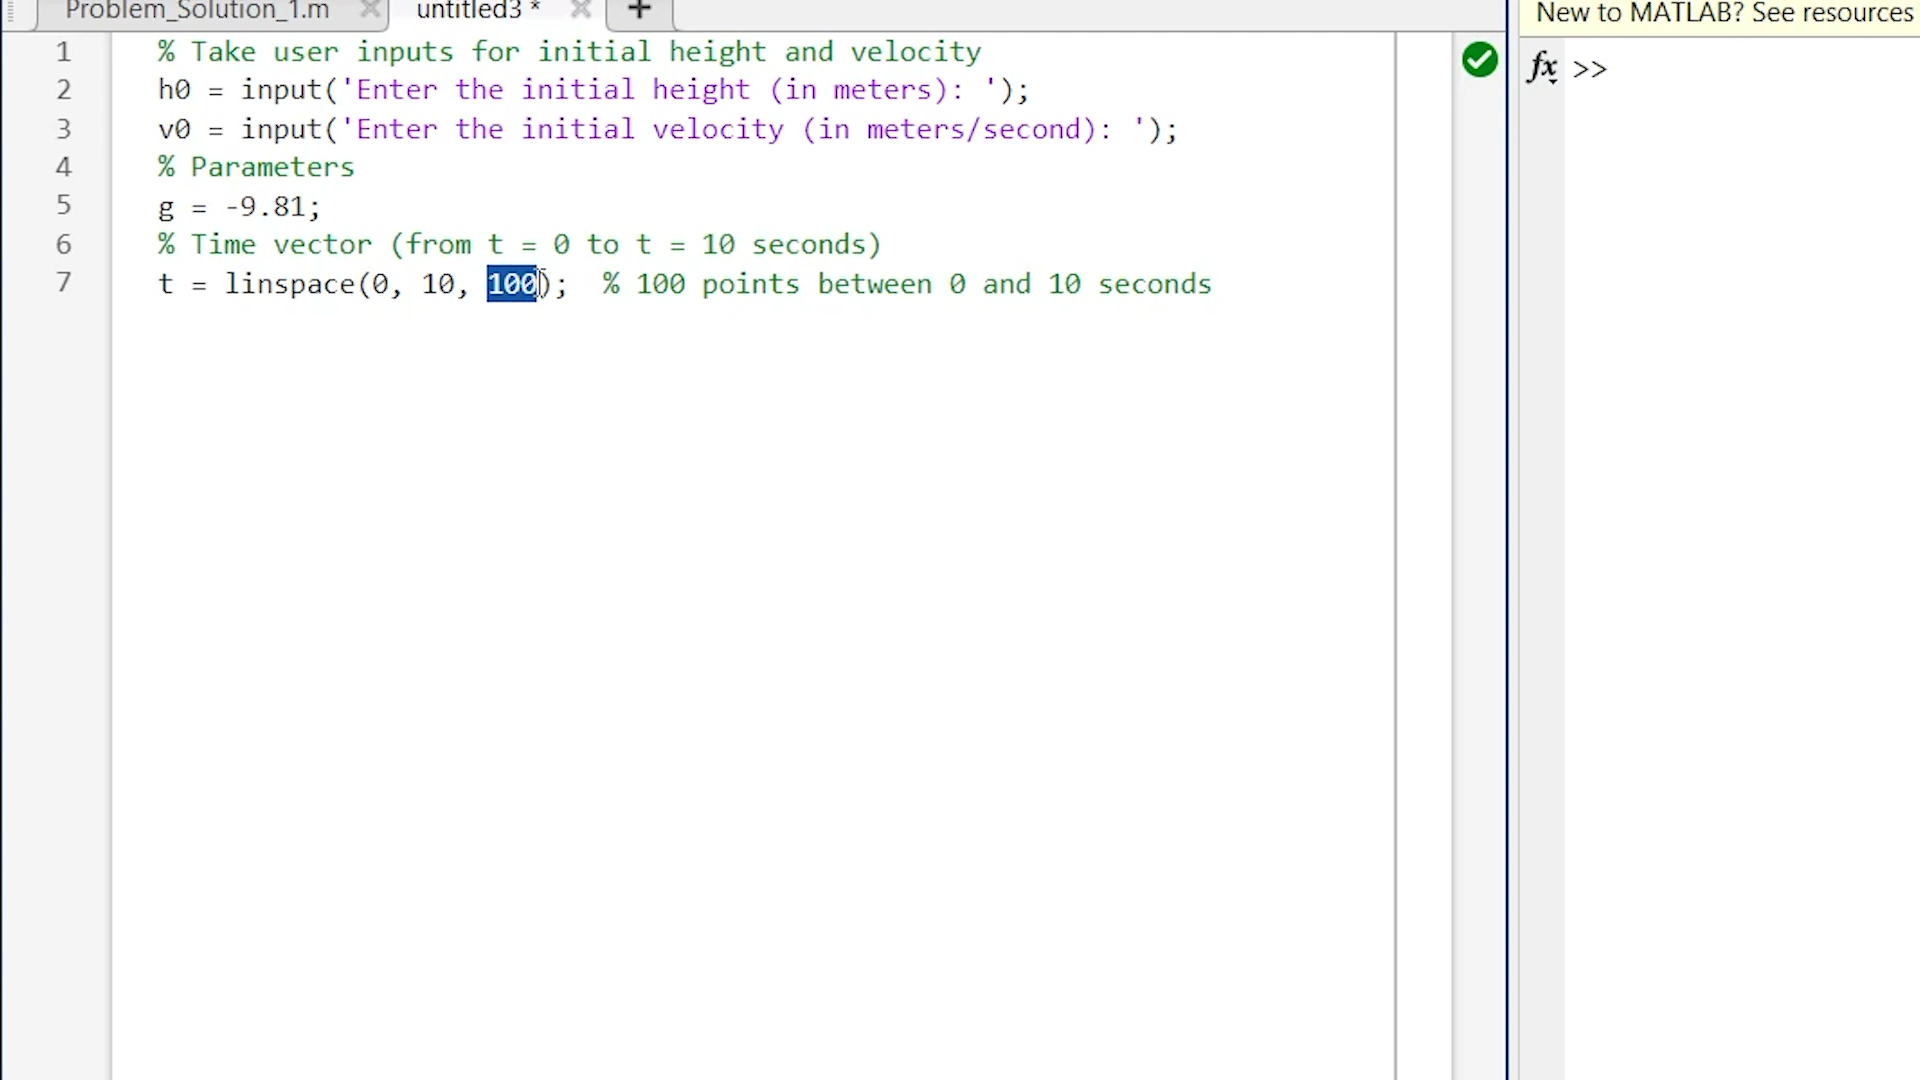 Problem_Solution_1.m
untitled3 *
New to MATLAB? See resources
1 % Take user inputs for initial height and velocity
2 h0 = input('Enter the initial height (in meters): ');
3 v0 = input('Enter the initial velocity (in meters/second): ');
4 % Parameters
5 g = -9.81;
6 % Time vector (from t = 0 to t = 10 seconds)
7 t = linspace(0, 10, 100); % 100 points between 0 and 10 seconds
fx >>